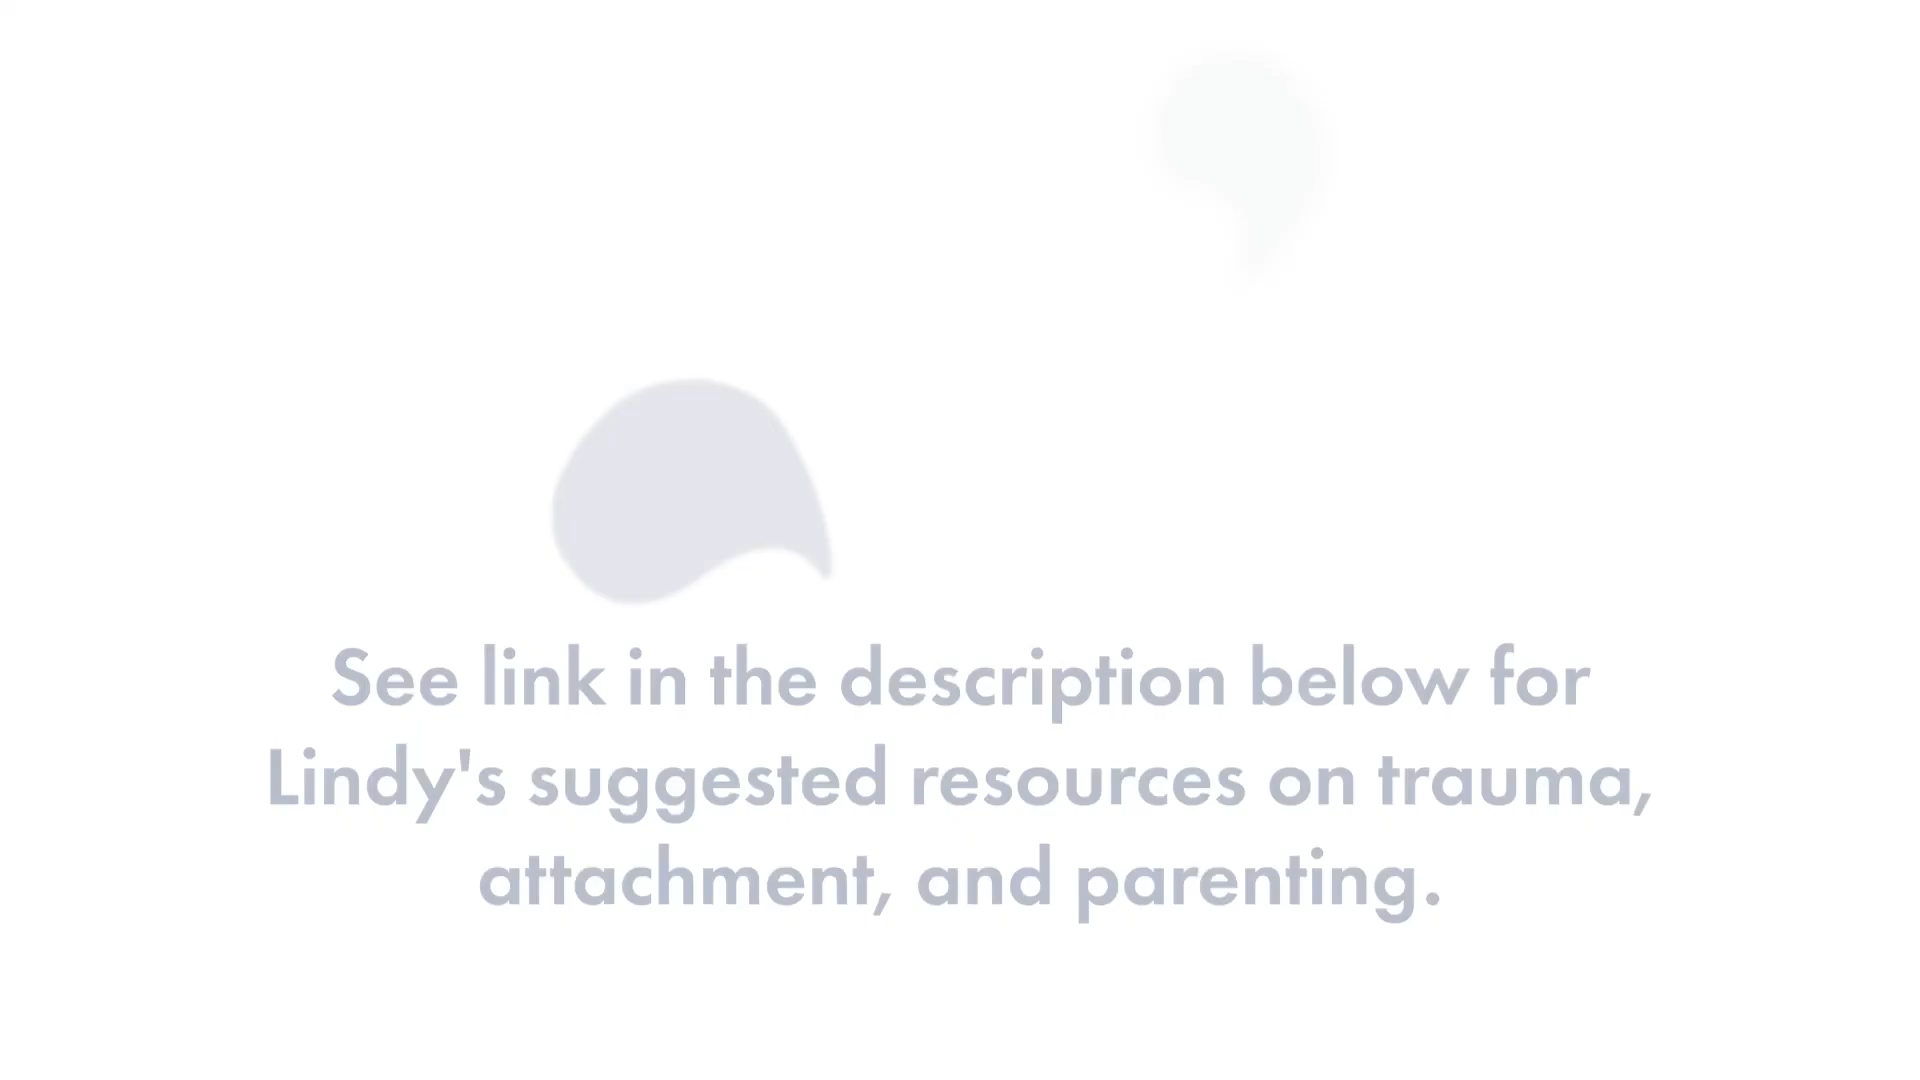 See link in the description below for
Lindy's suggested resources on trauma,
attachment, and parenting.